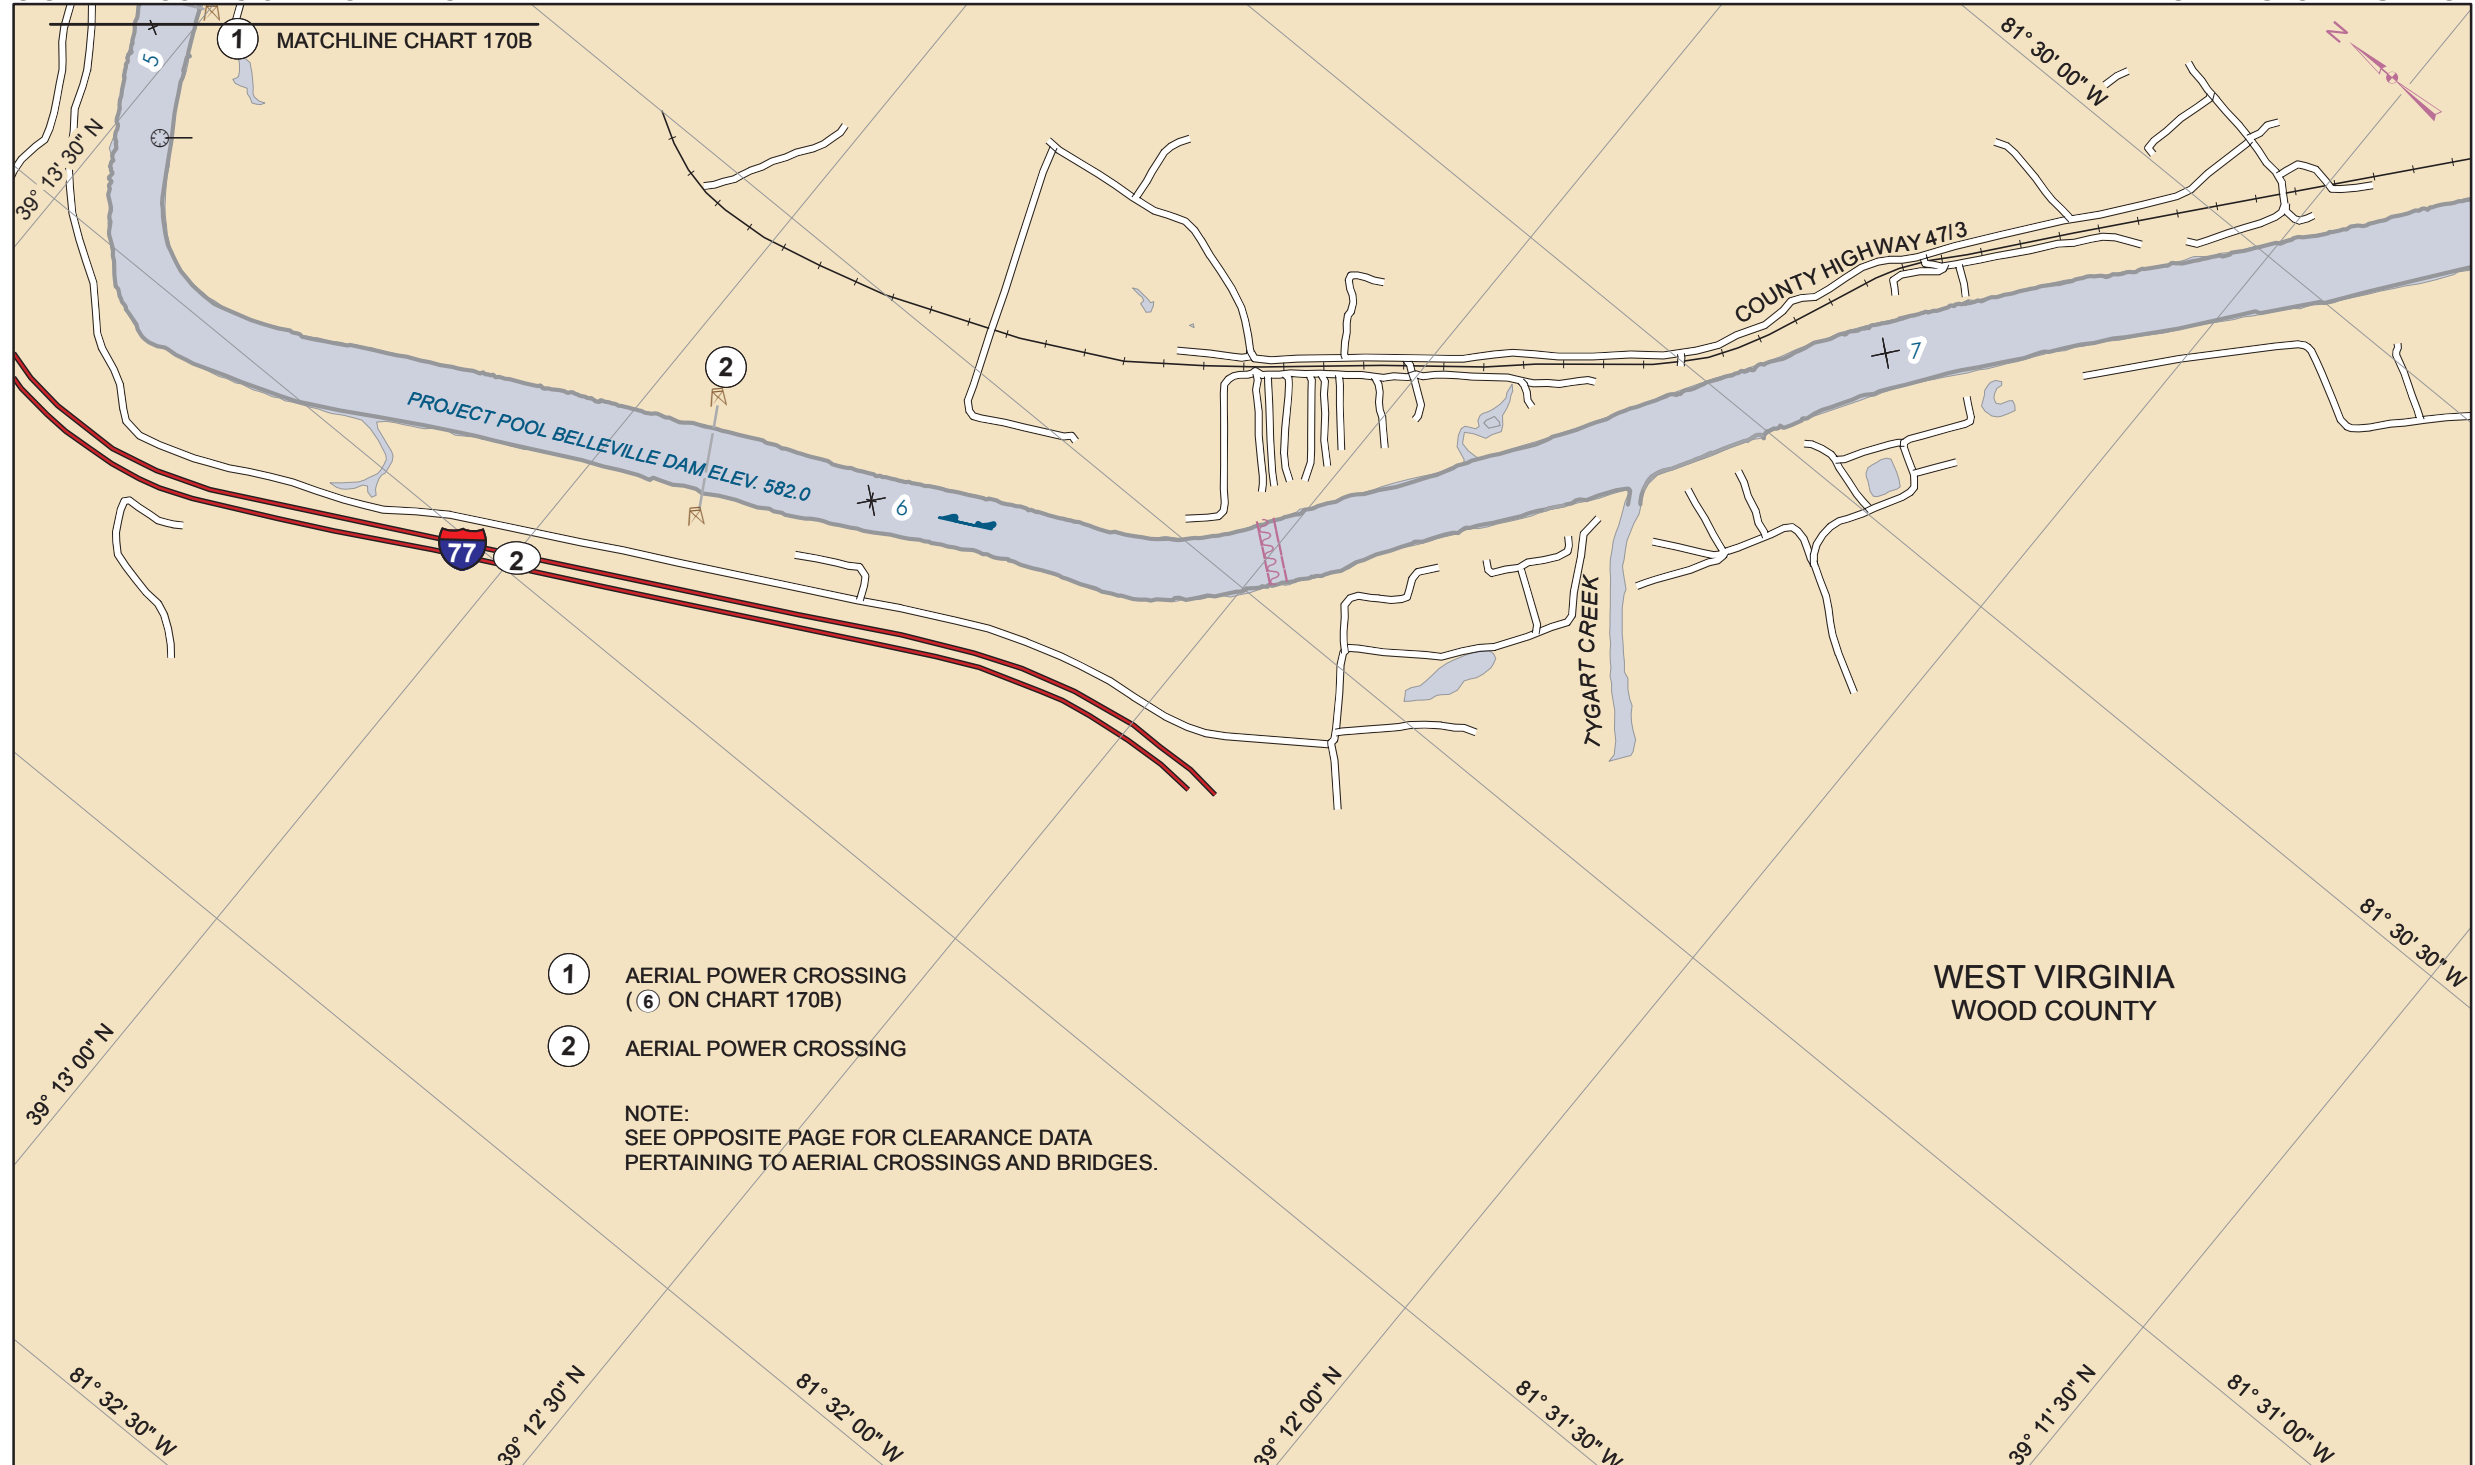 1
MATCHLINE CHART 170B
5
81° 30' 00" W
N
39° 13' 30" N
COUNTY HIGHWAY 47/3
2
7
PROJECT POOL BELLEVILLE DAM ELEV. 582.0
6
77
2
TYGART CREEK
1
AERIAL POWER CROSSING
(6 ON CHART 170B)
2
AERIAL POWER CROSSING
NOTE:
SEE OPPOSITE PAGE FOR CLEARANCE DATA
PERTAINING TO AERIAL CROSSINGS AND BRIDGES.
WEST VIRGINIA
WOOD COUNTY
81° 30' 30" W
39° 13' 00" N
81° 32' 30" W
39° 12' 30" N
81° 32' 00" W
39° 12' 00" N
81° 31' 30" W
39° 11' 30" N
81° 31' 00" W